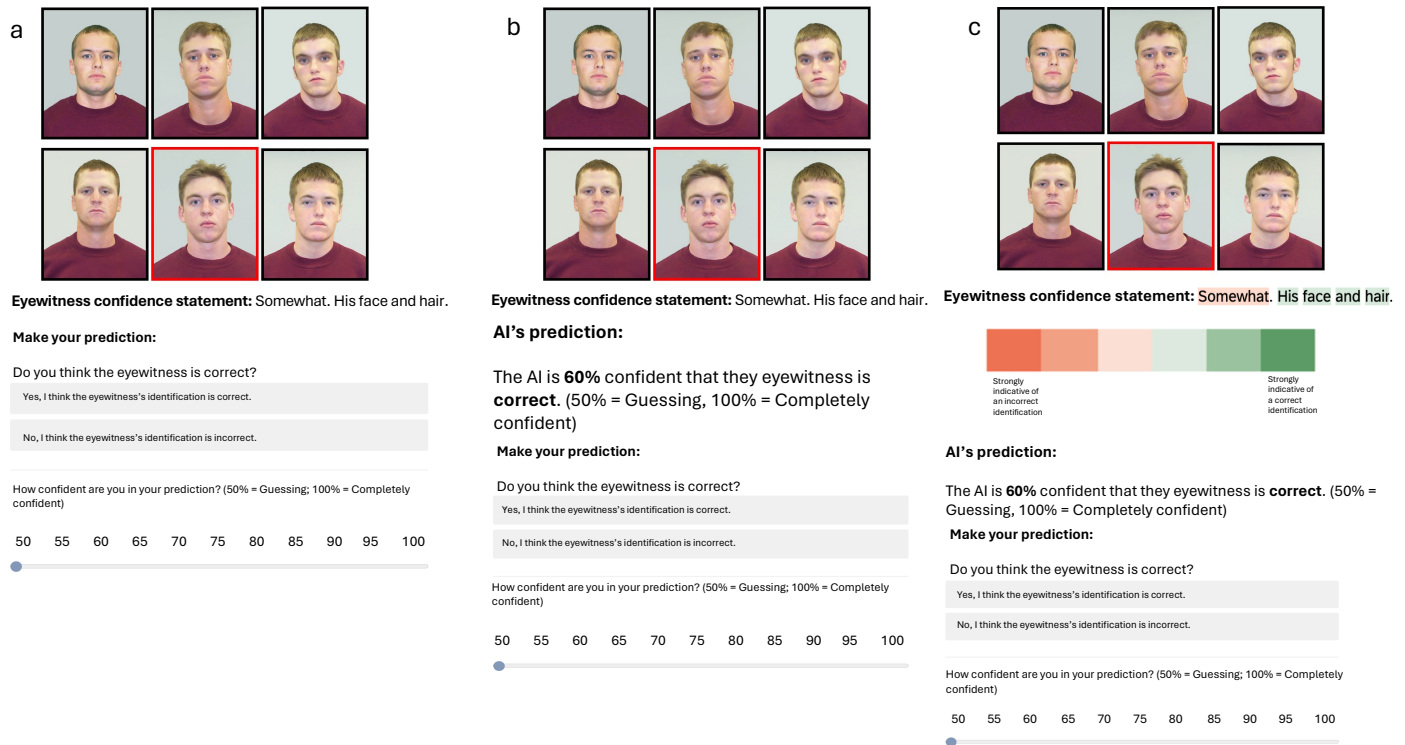 a
Eyewitness confidence statement: Somewhat. His face and hair.
Make your prediction:
Do you think the eyewitness is correct?
Yes, I think the eyewitness's identification is correct.
No, I think the eyewitness's identification is incorrect.
How confident are you in your prediction? (50% = Guessing; 100% = Completely
confident)
50 55 60 65 70 75 80 85 90 95 100
b
Eyewitness confidence statement: Somewhat. His face and hair.
AI's prediction:
The AI is 60% confident that they eyewitness is
correct. (50% = Guessing, 100% = Completely
confident)
Make your prediction:
Do you think the eyewitness is correct?
Yes, I think the eyewitness's identification is correct.
No, I think the eyewitness's identification is incorrect.
How confident are you in your prediction? (50% = Guessing; 100% = Completely
confident)
50 55 60 65 70 75 80 85 90 95 100
c
Eyewitness confidence statement: Somewhat. His face and hair.
Strongly
indicative of
an incorrect
identification
Strongly
indicative of
a correct
identification
AI's prediction:
The AI is 60% confident that they eyewitness is correct. (50% =
Guessing, 100% = Completely confident)
Make your prediction:
Do you think the eyewitness is correct?
Yes, I think the eyewitness's identification is correct.
No, I think the eyewitness's identification is incorrect.
How confident are you in your prediction? (50% = Guessing; 100% = Completely
confident)
50 55 60 65 70 75 80 85 90 95 100